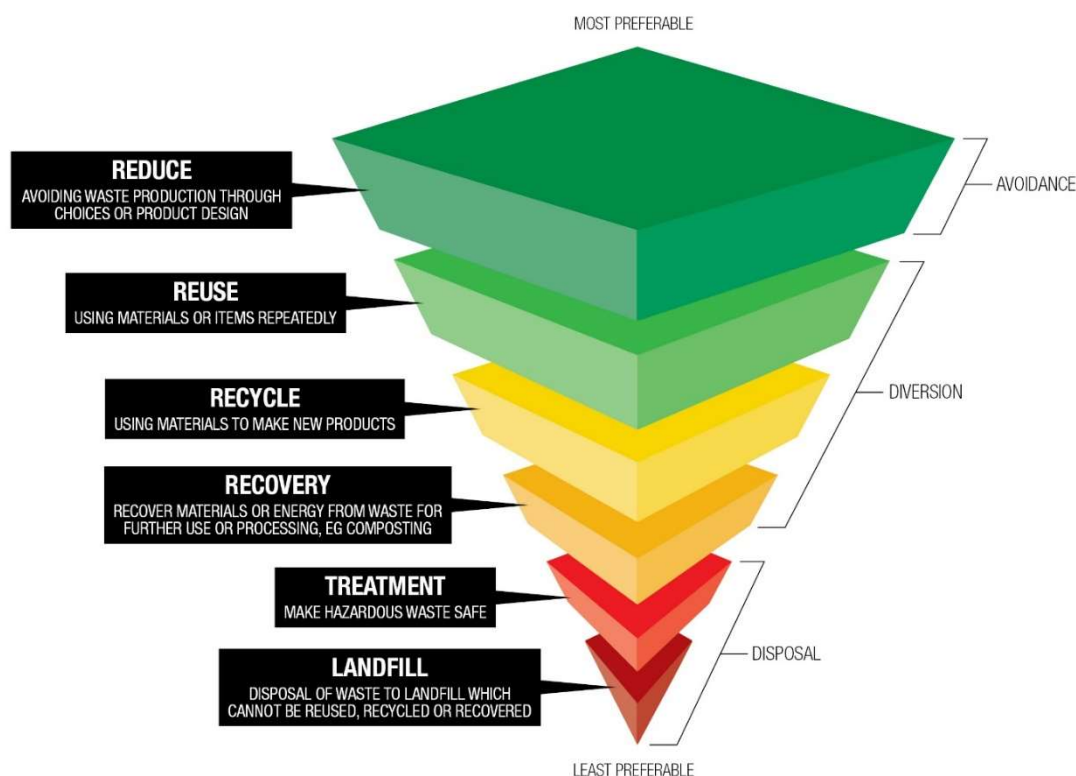 MOST PREFERABLE
REDUCE
AVOIDING WASTE PRODUCTION THROUGH
CHOICES OR PRODUCT DESIGN
AVOIDANCE
REUSE
USING MATERIALS OR ITEMS REPEATEDLY
RECYCLE
USING MATERIALS TO MAKE NEW PRODUCTS
DIVERSION
RECOVERY
RECOVER MATERIALS OR ENERGY FROM WASTE FOR
FURTHER USE OR PROCESSING, EG COMPOSTING
TREATMENT
MAKE HAZARDOUS WASTE SAFE
DISPOSAL
LANDFILL
DISPOSAL OF WASTE TO LANDFILL WHICH
CANNOT BE REUSED, RECYCLED OR RECOVERED
LEAST PREFERABLE